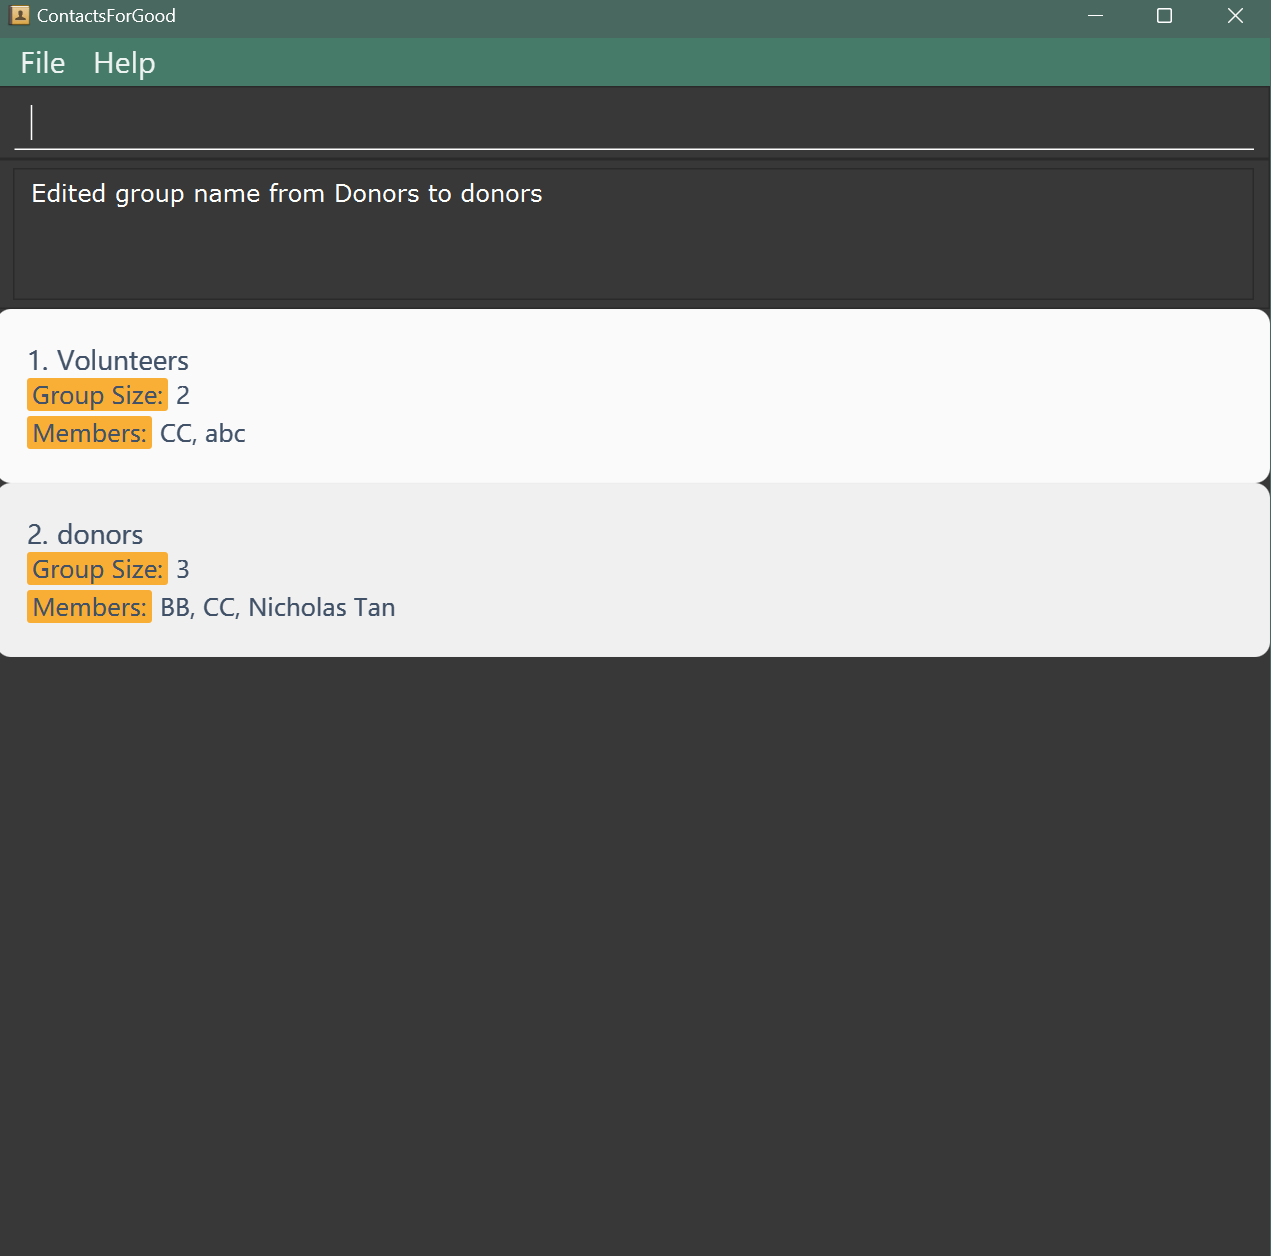 ContactsForGood
File Help
Edited group name from Donors to donors
1. Volunteers
Group Size: 2
Members: CC, abc
2. donors
Group Size: 3
Members: BB, CC, Nicholas Tan